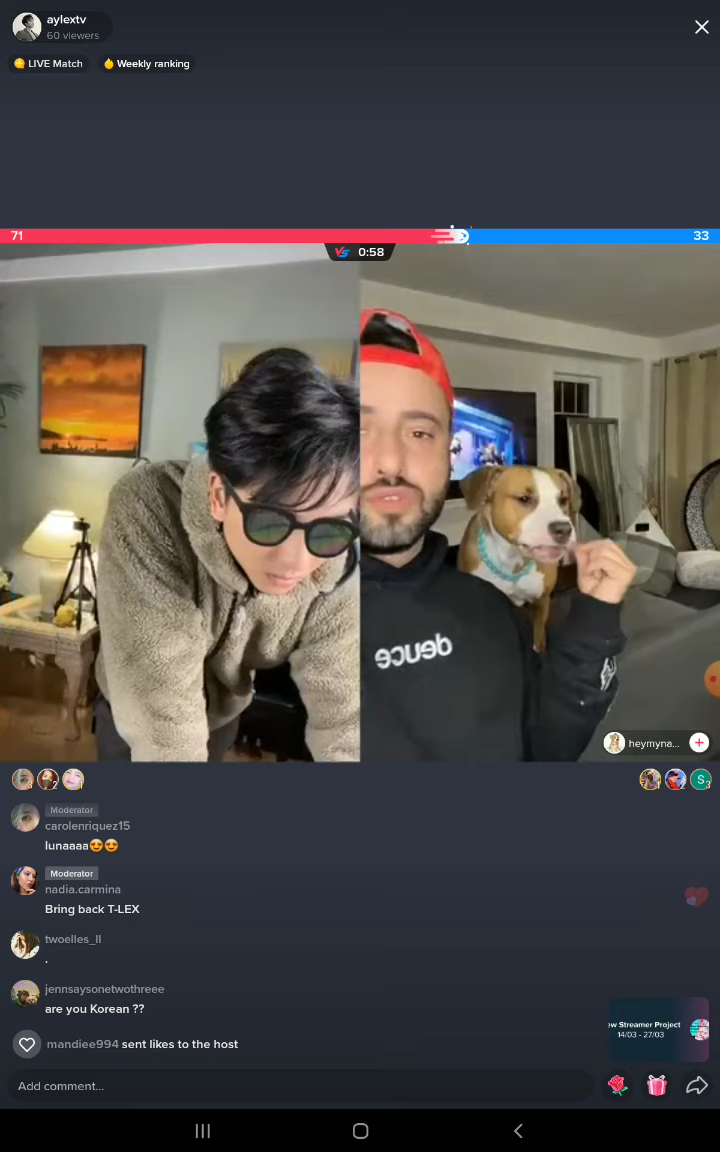 aylextv
60 viewers
LIVE Match
Weekly ranking
71
33
VS 0:58
deuce
heymyna...
S
3
Moderator
carolenriquez15
lunaaaa😍😍
Moderator
nadia.carmina
Bring back T-LEX
twoelles_ll
.
jennsaysonetwothreee
are you Korean ??
ew Streamer Project
14/03 - 27/03
mandiee994 sent likes to the host
Add comment...